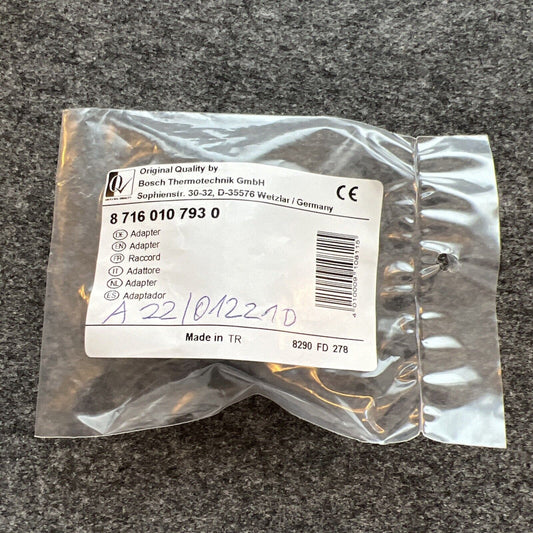 Original Quality by
Bosch Thermotechnik GmbH
Sophienstr. 30-32, D-35576 Wetzlar / Germany
CE
8 716 010 793 0
DE Adapter
EN Adapter
FR Raccord
IT Adattore
NL Adapter
ES Adaptador
A 22/012210
Made in TR
8290 FD 278